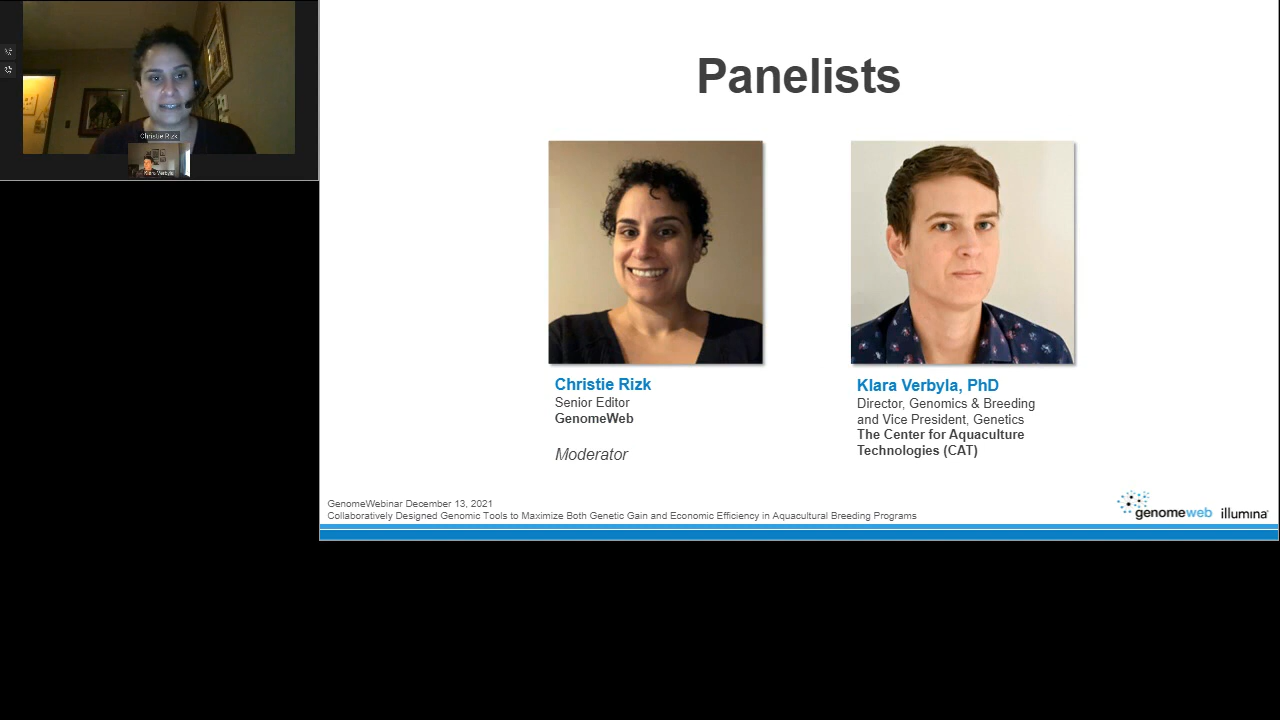 Christie Rizk
Klara Verbyla
Panelists
Christie Rizk
Senior Editor
GenomeWeb
Moderator
Klara Verbyla, PhD
Director, Genomics & Breeding
and Vice President, Genetics
The Center for Aquaculture
Technologies (CAT)
GenomeWebinar December 13, 2021
Collaboratively Designed Genomic Tools to Maximize Both Genetic Gain and Economic Efficiency in Aquacultural Breeding Programs
genomeweb illumına